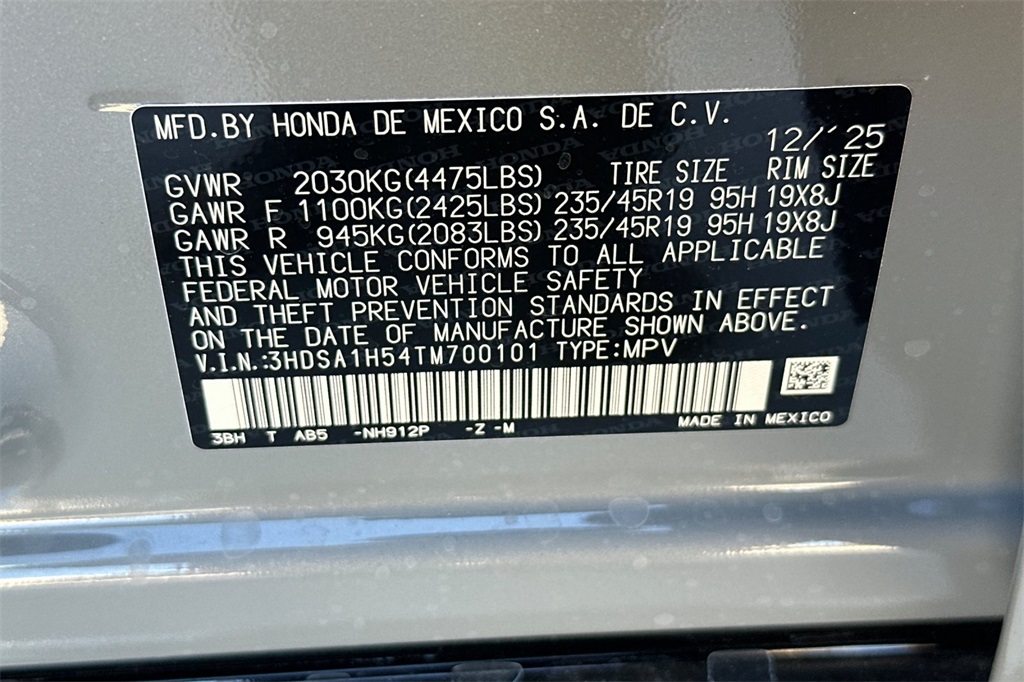 MFD.BY HONDA DE MEXICO S.A. DE C.V.
12/'25
GVWR 2030KG(4475LBS) TIRE SIZE RIM SIZE
GAWR F 1100KG(2425LBS) 235/45R19 95H 19X8J
GAWR R 945KG(2083LBS) 235/45R19 95H 19X8J
THIS VEHICLE CONFORMS TO ALL APPLICABLE
FEDERAL MOTOR VEHICLE SAFETY
AND THEFT PREVENTION STANDARDS IN EFFECT
ON THE DATE OF MANUFACTURE SHOWN ABOVE.
V.I.N.:3HDSA1H54TM700101 TYPE:MPV
3BH T AB5 -NH912P -Z -M MADE IN MEXICO